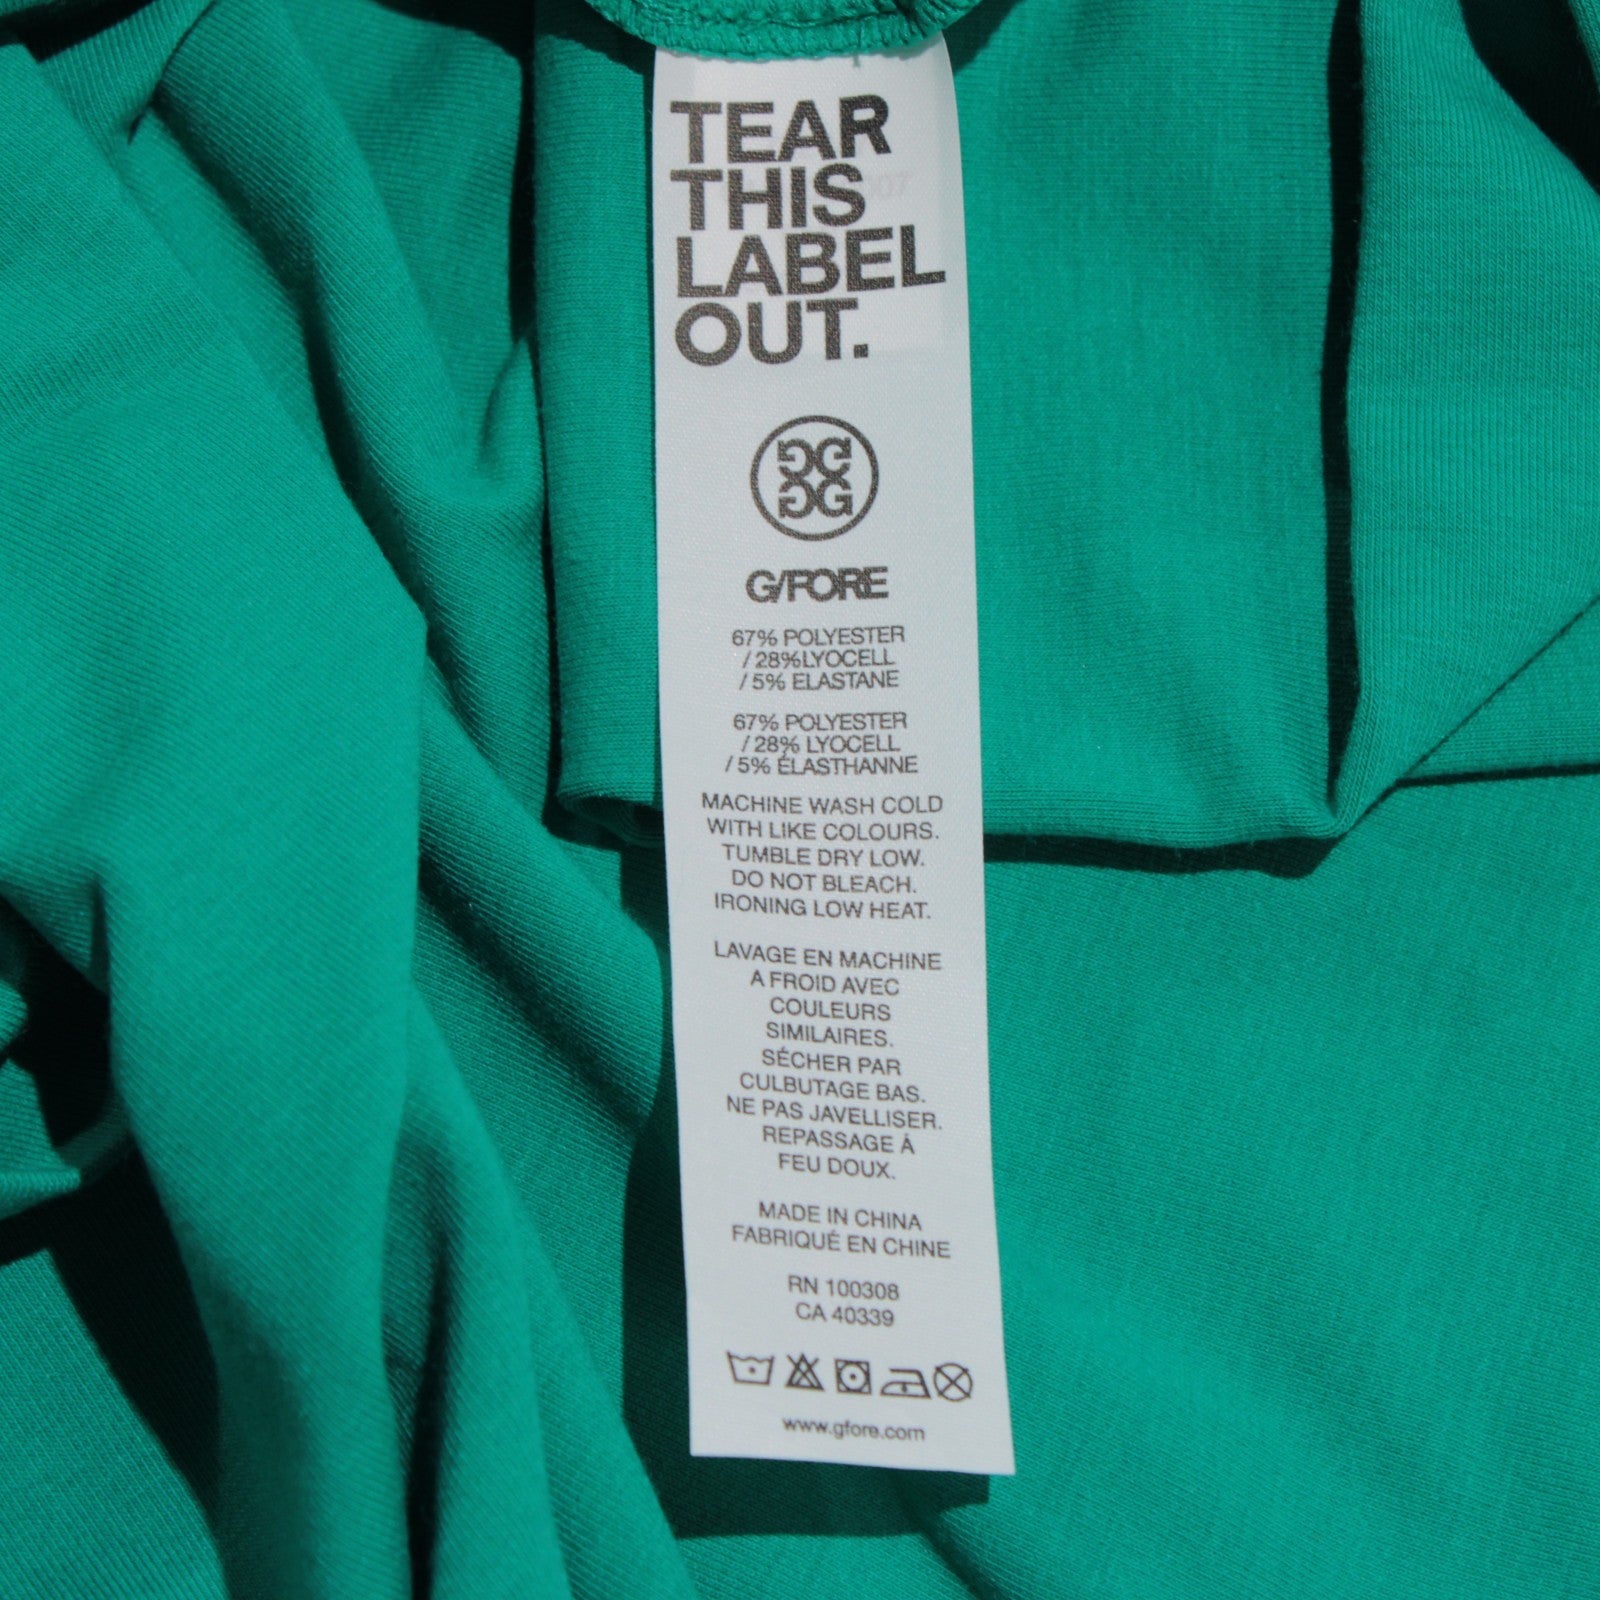 TEAR
THIS
LABEL
OUT.
G/FORE
67% POLYESTER
/ 28%LYOCELL
/ 5% ELASTANE
67% POLYESTER
/ 28% LYOCELL
/ 5% ÉLASTHANNE
MACHINE WASH COLD
WITH LIKE COLOURS.
TUMBLE DRY LOW.
DO NOT BLEACH.
IRONING LOW HEAT.
LAVAGE EN MACHINE
A FROID AVEC
COULEURS
SIMILAIRES.
SÉCHER PAR
CULBUTAGE BAS.
NE PAS JAVELLISER.
REPASSAGE À
FEU DOUX.
MADE IN CHINA
FABRIQUÉ EN CHINE
RN 100308
CA 40339
www.gfore.com